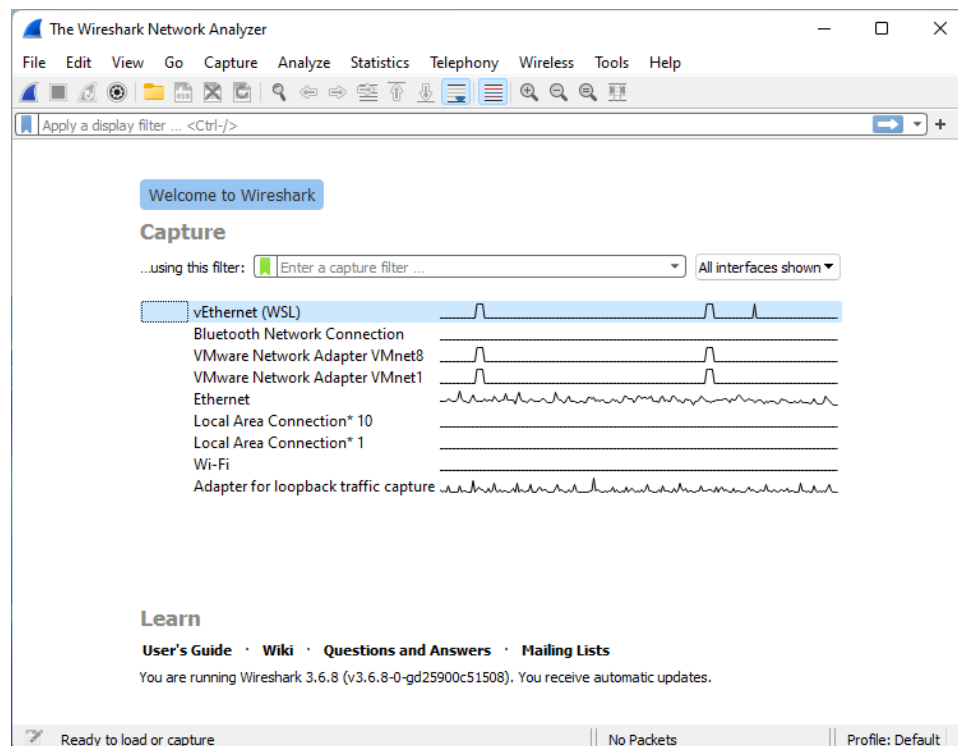 The Wireshark Network Analyzer
File Edit View Go Capture Analyze Statistics Telephony Wireless Tools Help
Apply a display filter ... <Ctrl-/>
Welcome to Wireshark
Capture
...using this filter: Enter a capture filter ... All interfaces shown
vEthernet (WSL)
Bluetooth Network Connection
VMware Network Adapter VMnet8
VMware Network Adapter VMnet1
Ethernet
Local Area Connection* 10
Local Area Connection* 1
Wi-Fi
Adapter for loopback traffic capture
Learn
User's Guide · Wiki · Questions and Answers · Mailing Lists
You are running Wireshark 3.6.8 (v3.6.8-0-gd25900c51508). You receive automatic updates.
Ready to load or capture No Packets Profile: Default